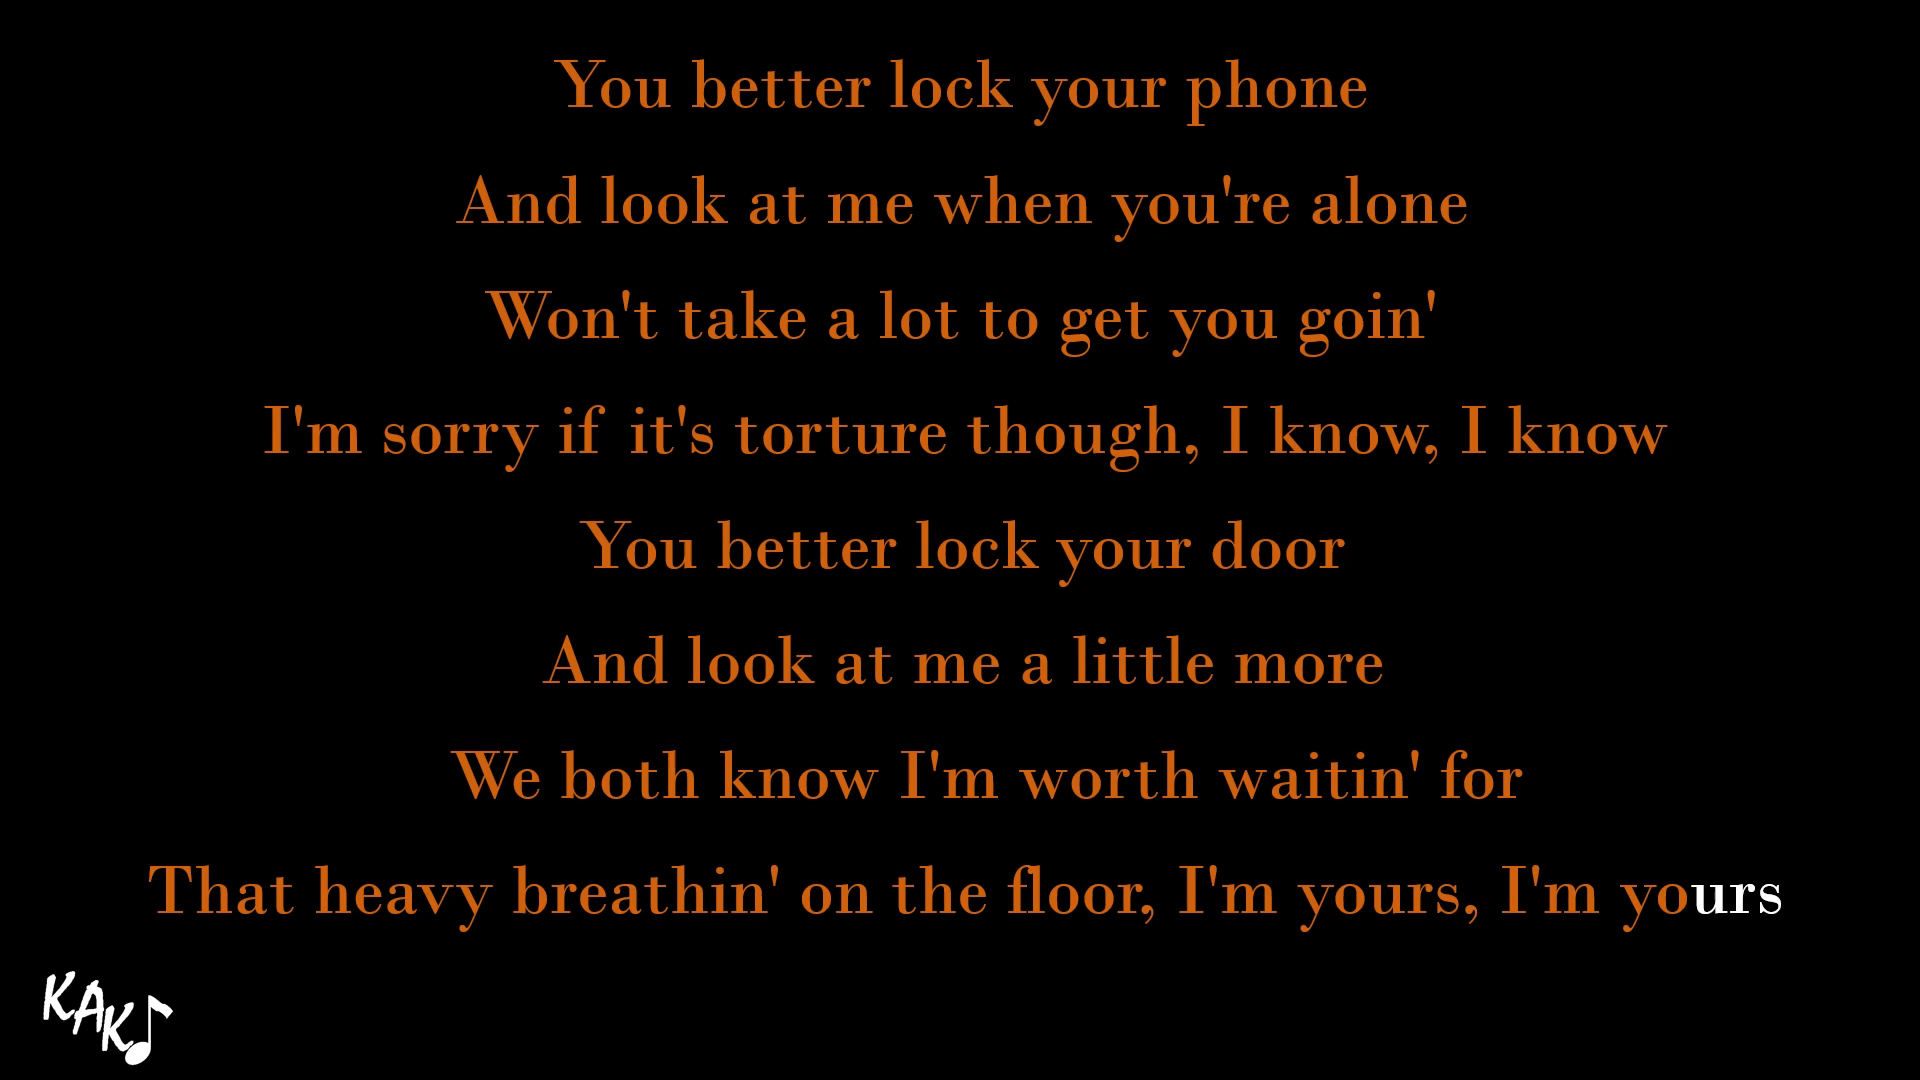 You better lock your phone
And look at me when you're alone
Won't take a lot to get you goin'
I'm sorry if it's torture though, I know, I know
You better lock your door
And look at me a little more
We both know I'm worth waitin' for
That heavy breathin' on the floor, I'm yours, I'm yours
KAK